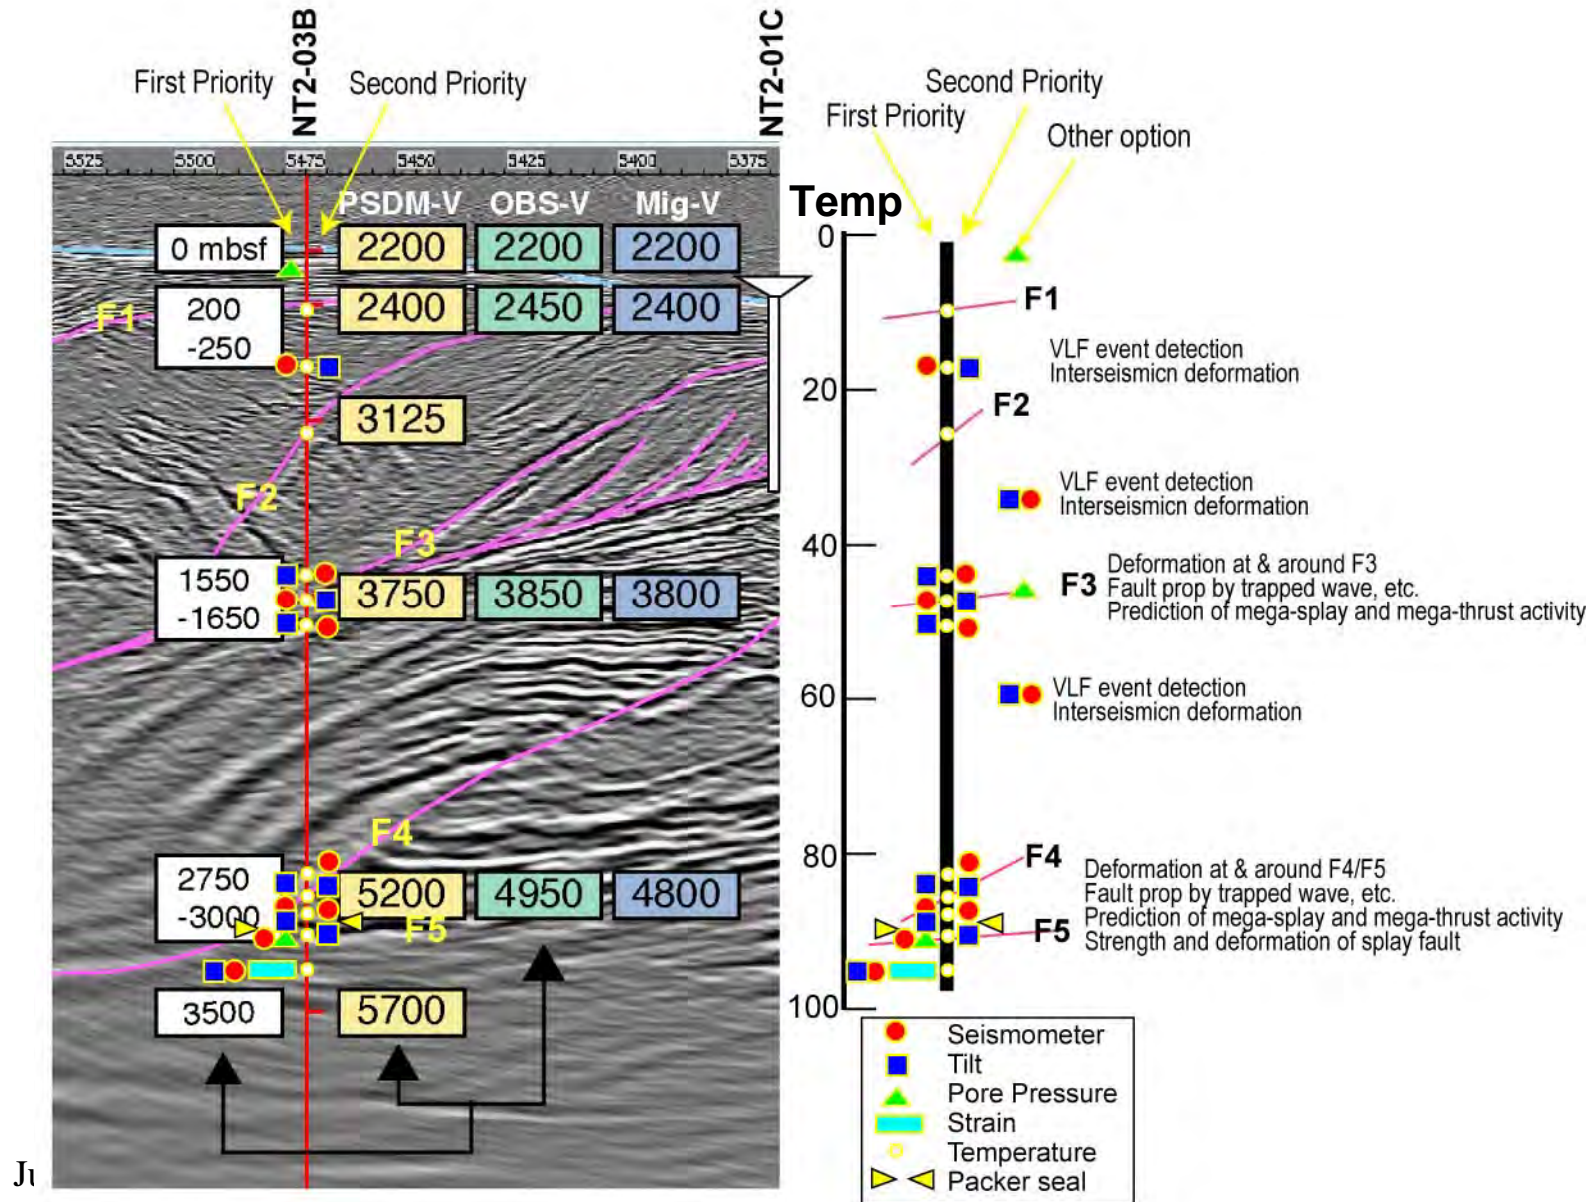 NT2-03B
NT2-01C
First Priority
Second Priority
5525 5500 5475 5450 5425 5400 5375
PSDM-V OBS-V Mig-V
0 mbsf 2200 2200 2200
F1
200
-250
2400 2450 2400
3125
F2
F3
1550
-1650
3750 3850 3800
F4
2750
-3000
5200 4950 4800
F5
3500
5700
Second Priority
First Priority
Other option
Temp
0
F1
VLF event detection
Interseismicn deformation
20
F2
VLF event detection
Interseismicn deformation
40
F3
Deformation at & around F3
Fault prop by trapped wave, etc.
Prediction of mega-splay and mega-thrust activity
60
VLF event detection
Interseismicn deformation
80
F4
Deformation at & around F4/F5
Fault prop by trapped wave, etc.
Prediction of mega-splay and mega-thrust activity
F5
Strength and deformation of splay fault
100
Seismometer
Tilt
Pore Pressure
Strain
Temperature
Packer seal